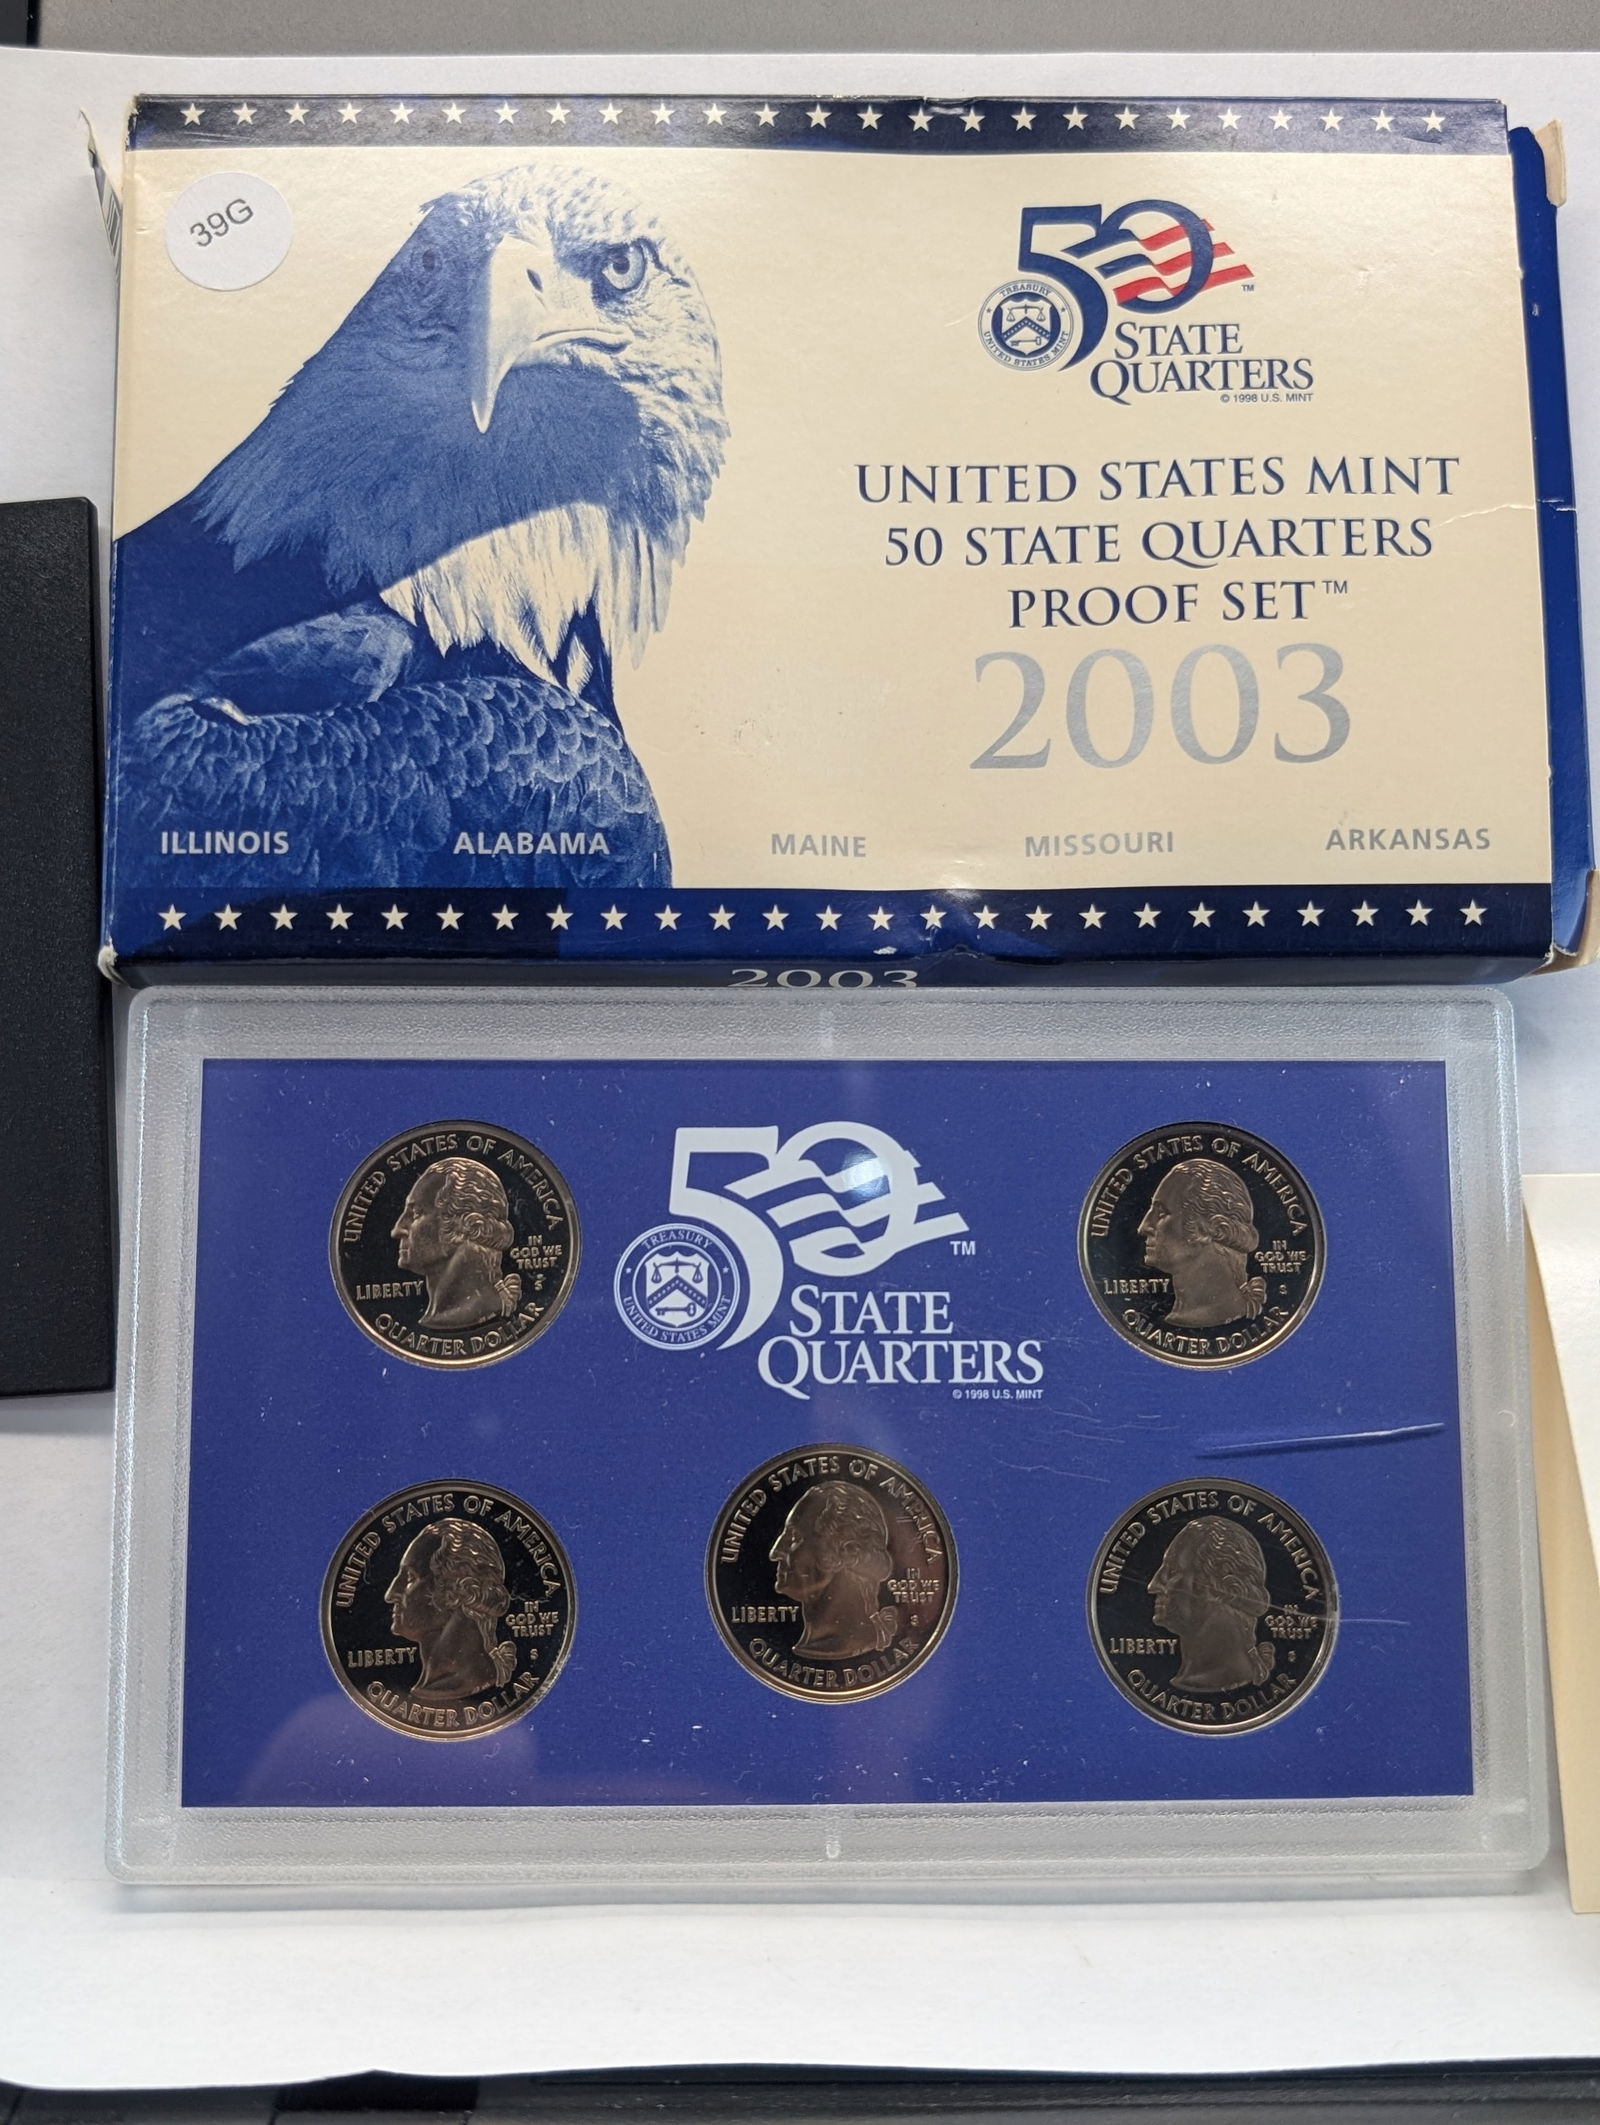 39G
50
TREASURY
UNITED STATES MINT
™
STATE
QUARTERS
© 1998 U.S. MINT
UNITED STATES MINT
50 STATE QUARTERS
PROOF SET™
2003
ILLINOIS ALABAMA MAINE MISSOURI ARKANSAS
2003
UNITED STATES OF AMERICA
IN
GOD WE
TRUST
LIBERTY
S
QUARTER DOLLAR
50
TREASURY
UNITED STATES MINT
™
STATE
QUARTERS
© 1998 U.S. MINT
UNITED STATES OF AMERICA
IN
GOD WE
TRUST
LIBERTY
S
QUARTER DOLLAR
UNITED STATES OF AMERICA
IN
GOD WE
TRUST
LIBERTY
S
QUARTER DOLLAR
UNITED STATES OF AMERICA
IN
GOD WE
TRUST
LIBERTY
S
QUARTER DOLLAR
UNITED STATES OF AMERICA
IN
GOD WE
TRUST
LIBERTY
S
QUARTER DOLLAR